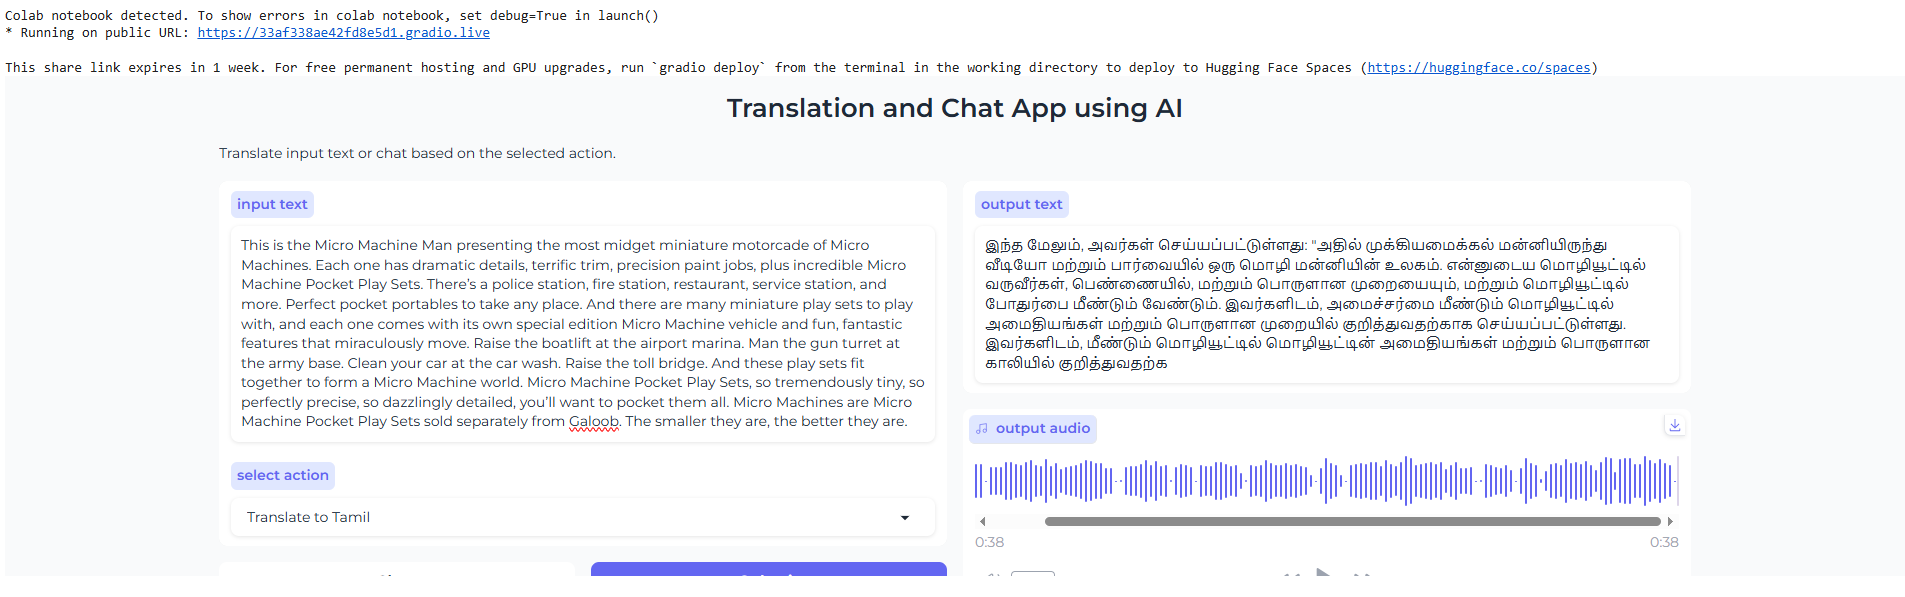 Colab notebook detected. To show errors in colab notebook, set debug=True in launch()
* Running on public URL: https://33af338ae42fd8e5d1.gradio.live
This share link expires in 1 week. For free permanent hosting and GPU upgrades, run `gradio deploy` from the terminal in the working directory to deploy to Hugging Face Spaces (https://huggingface.co/spaces)
Translation and Chat App using AI
Translate input text or chat based on the selected action.
input text
This is the Micro Machine Man presenting the most midget miniature motorcade of Micro
Machines. Each one has dramatic details, terrific trim, precision paint jobs, plus incredible Micro
Machine Pocket Play Sets. There’s a police station, fire station, restaurant, service station, and
more. Perfect pocket portables to take any place. And there are many miniature play sets to play
with, and each one comes with its own special edition Micro Machine vehicle and fun, fantastic
features that miraculously move. Raise the boatlift at the airport marina. Man the gun turret at
the army base. Clean your car at the car wash. Raise the toll bridge. And these play sets fit
together to form a Micro Machine world. Micro Machine Pocket Play Sets, so tremendously tiny, so
perfectly precise, so dazzlingly detailed, you’ll want to pocket them all. Micro Machines are Micro
Machine Pocket Play Sets sold separately from Galoob. The smaller they are, the better they are.
select action
Translate to Tamil
output text
இந்த மேலும், அவர்கள் செய்யப்பட்டுள்ளது: "அதில் முக்கியமைக்கல் மன்னியிருந்து
வீடியோ மற்றும் பார்வையில் ஒரு மொழி மன்னியின் உலகம். என்னுடைய மொழியூட்டில்
வருவீர்கள், பெண்ணையில், மற்றும் பொருளான முறையையும், மற்றும் மொழியூட்டில்
போதுர்பை மீண்டும் வேண்டும். இவர்களிடம், அமைச்சர்மை மீண்டும் மொழியூட்டில்
அமைதியங்கள் மற்றும் பொருளான முறையில் குறித்துவதற்காக செய்யப்பட்டுள்ளது.
இவர்களிடம், மீண்டும் மொழியூட்டில் மொழியூட்டின் அமைதியங்கள் மற்றும் பொருளான
காலியில் குறித்துவதற்க
output audio
0:38
0:38